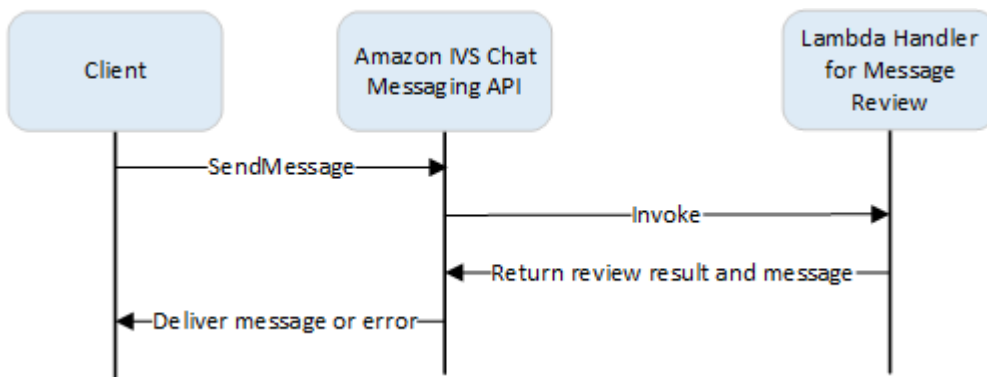 Client
Amazon IVS Chat
Messaging API
Lambda Handler
for Message
Review
SendMessage
Invoke
Return review result and message
Deliver message or error